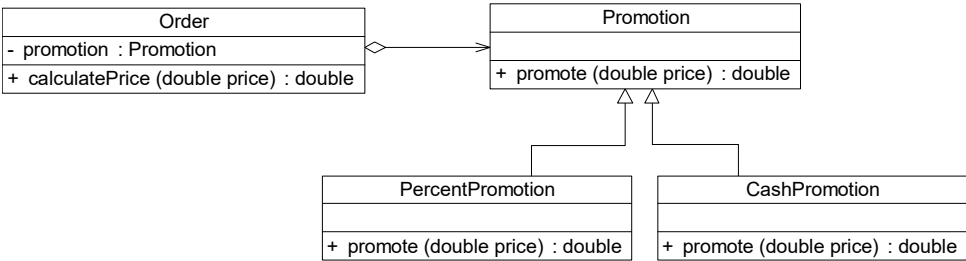 Order
- promotion : Promotion
+ calculatePrice (double price) : double
Promotion
+ promote (double price) : double
PercentPromotion
+ promote (double price) : double
CashPromotion
+ promote (double price) : double